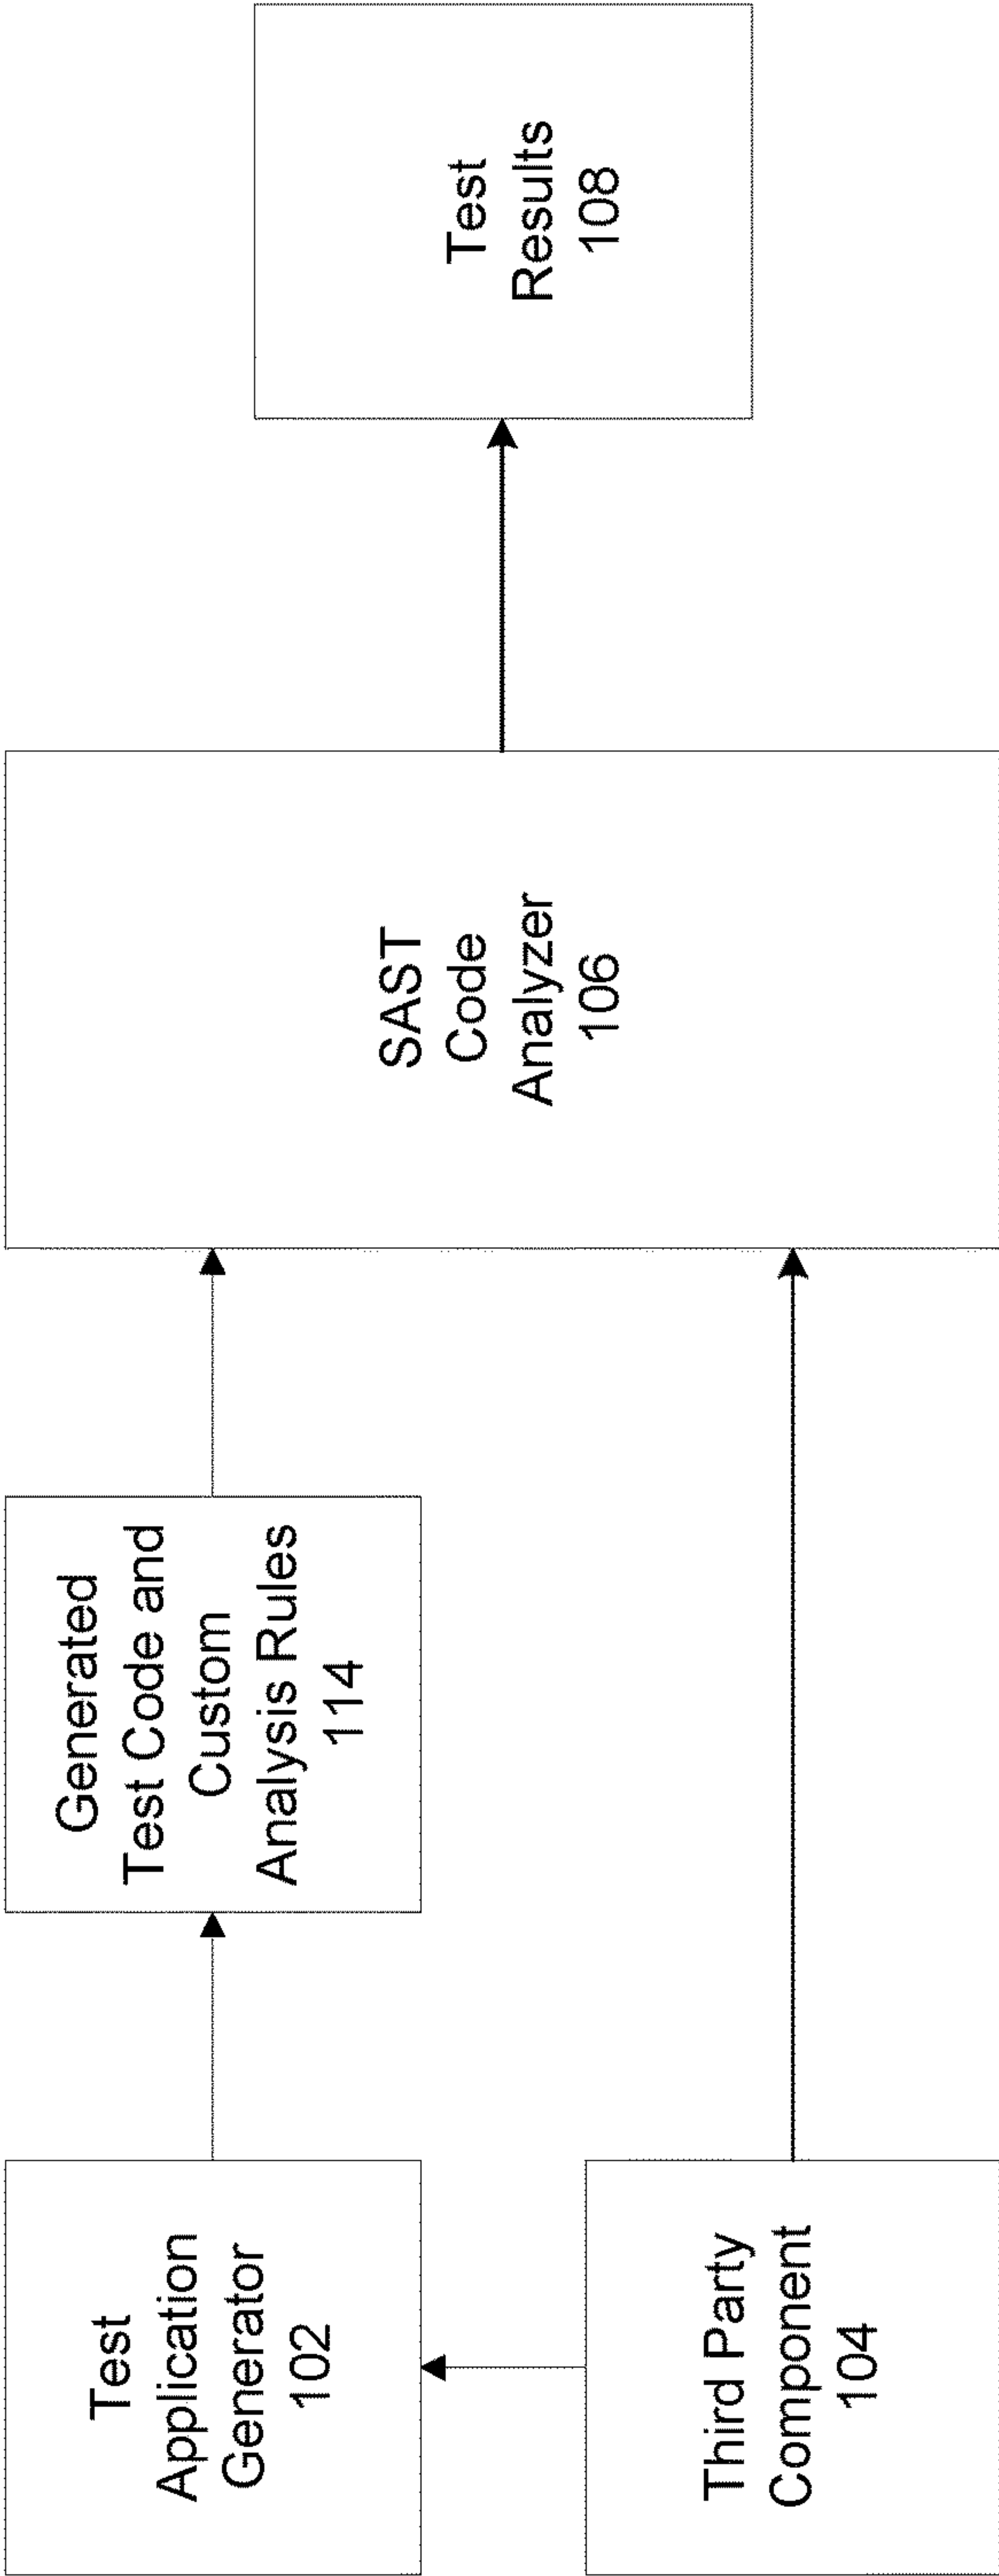 Test
Application
Generator
102
Generated
Test Code and
Custom
Analysis Rules
114
Third Party
Component
104
SAST
Code
Analyzer
106
Test
Results
108